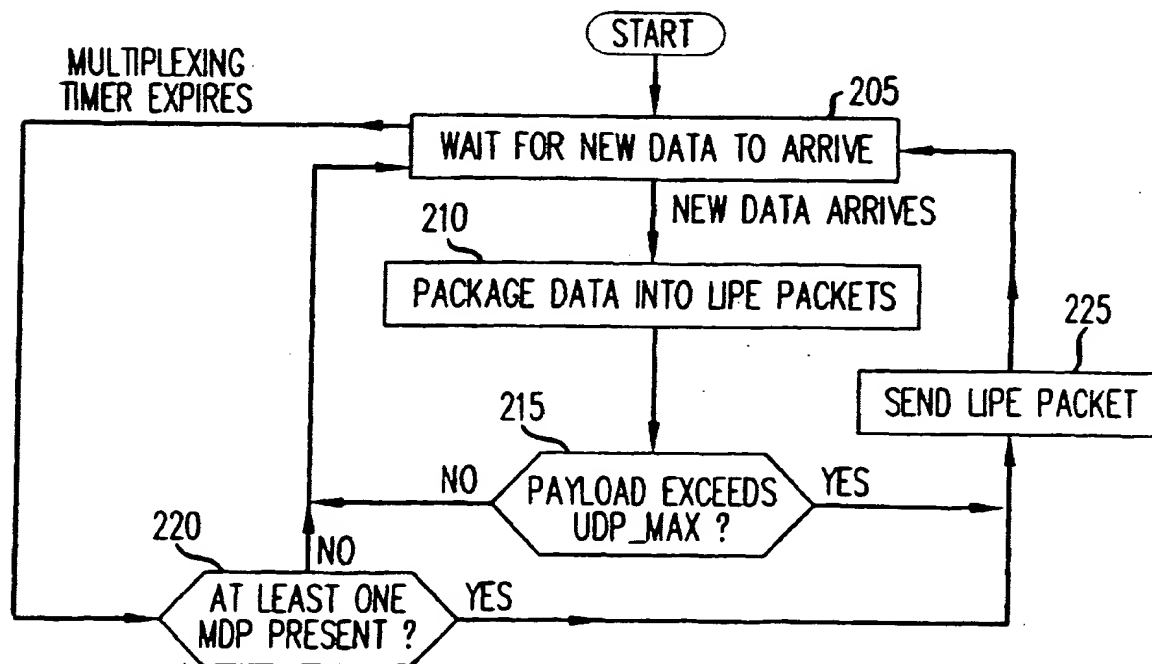 START
MULTIPLEXING
TIMER EXPIRES
205
WAIT FOR NEW DATA TO ARRIVE
NEW DATA ARRIVES
210
PACKAGE DATA INTO LIPE PACKETS
225
SEND LIPE PACKET
215
NO
PAYLOAD EXCEEDS
UDP_MAX ?
YES
220
NO
AT LEAST ONE
MDP PRESENT ?
YES